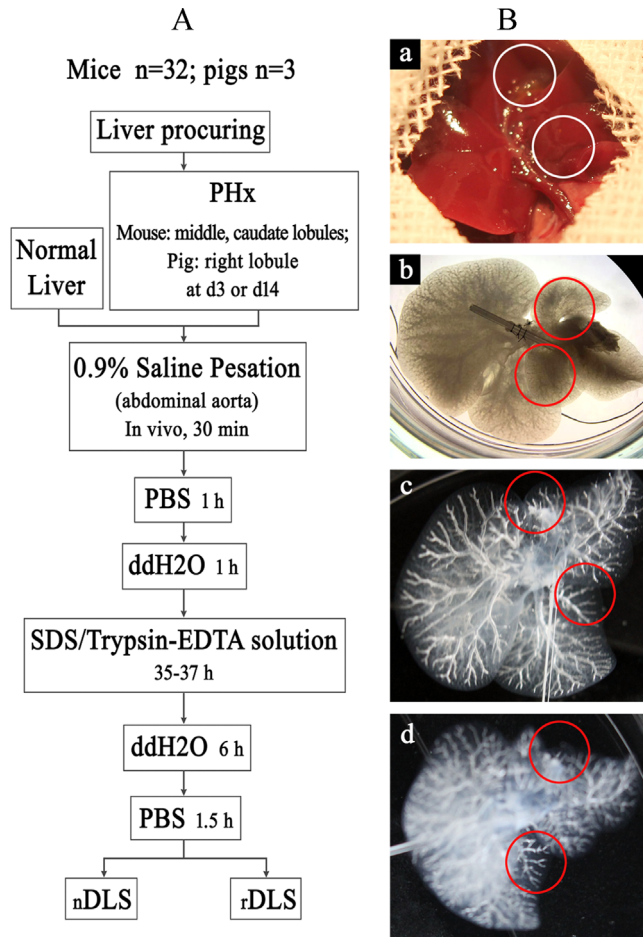 A
Mice n=32; pigs n=3
Liver procuring
PHx
Mouse: middle, caudate lobules;
Pig: right lobule
at d3 or d14
Normal
Liver
0.9% Saline Pesation
(abdominal aorta)
In vivo, 30 min
PBS 1 h
ddH2O 1 h
SDS/Trypsin-EDTA solution
35-37 h
ddH2O 6 h
PBS 1.5 h
nDLS
rDLS
B
a
b
c
d